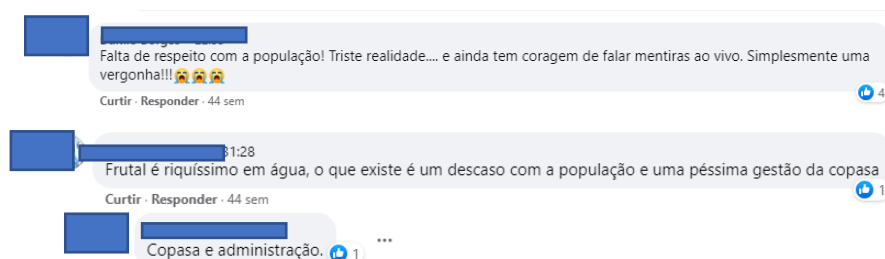 Falta de respeito com a população! Triste realidade.... e ainda tem coragem de falar mentiras ao vivo. Simplesmente uma
vergonha!!!😭😭😭
Curtir · Responder · 44 sem
4
31:28
Frutal é riquíssimo em água, o que existe é um descaso com a população e uma péssima gestão da copasa
1
Curtir · Responder · 44 sem
Copasa e administração.
1